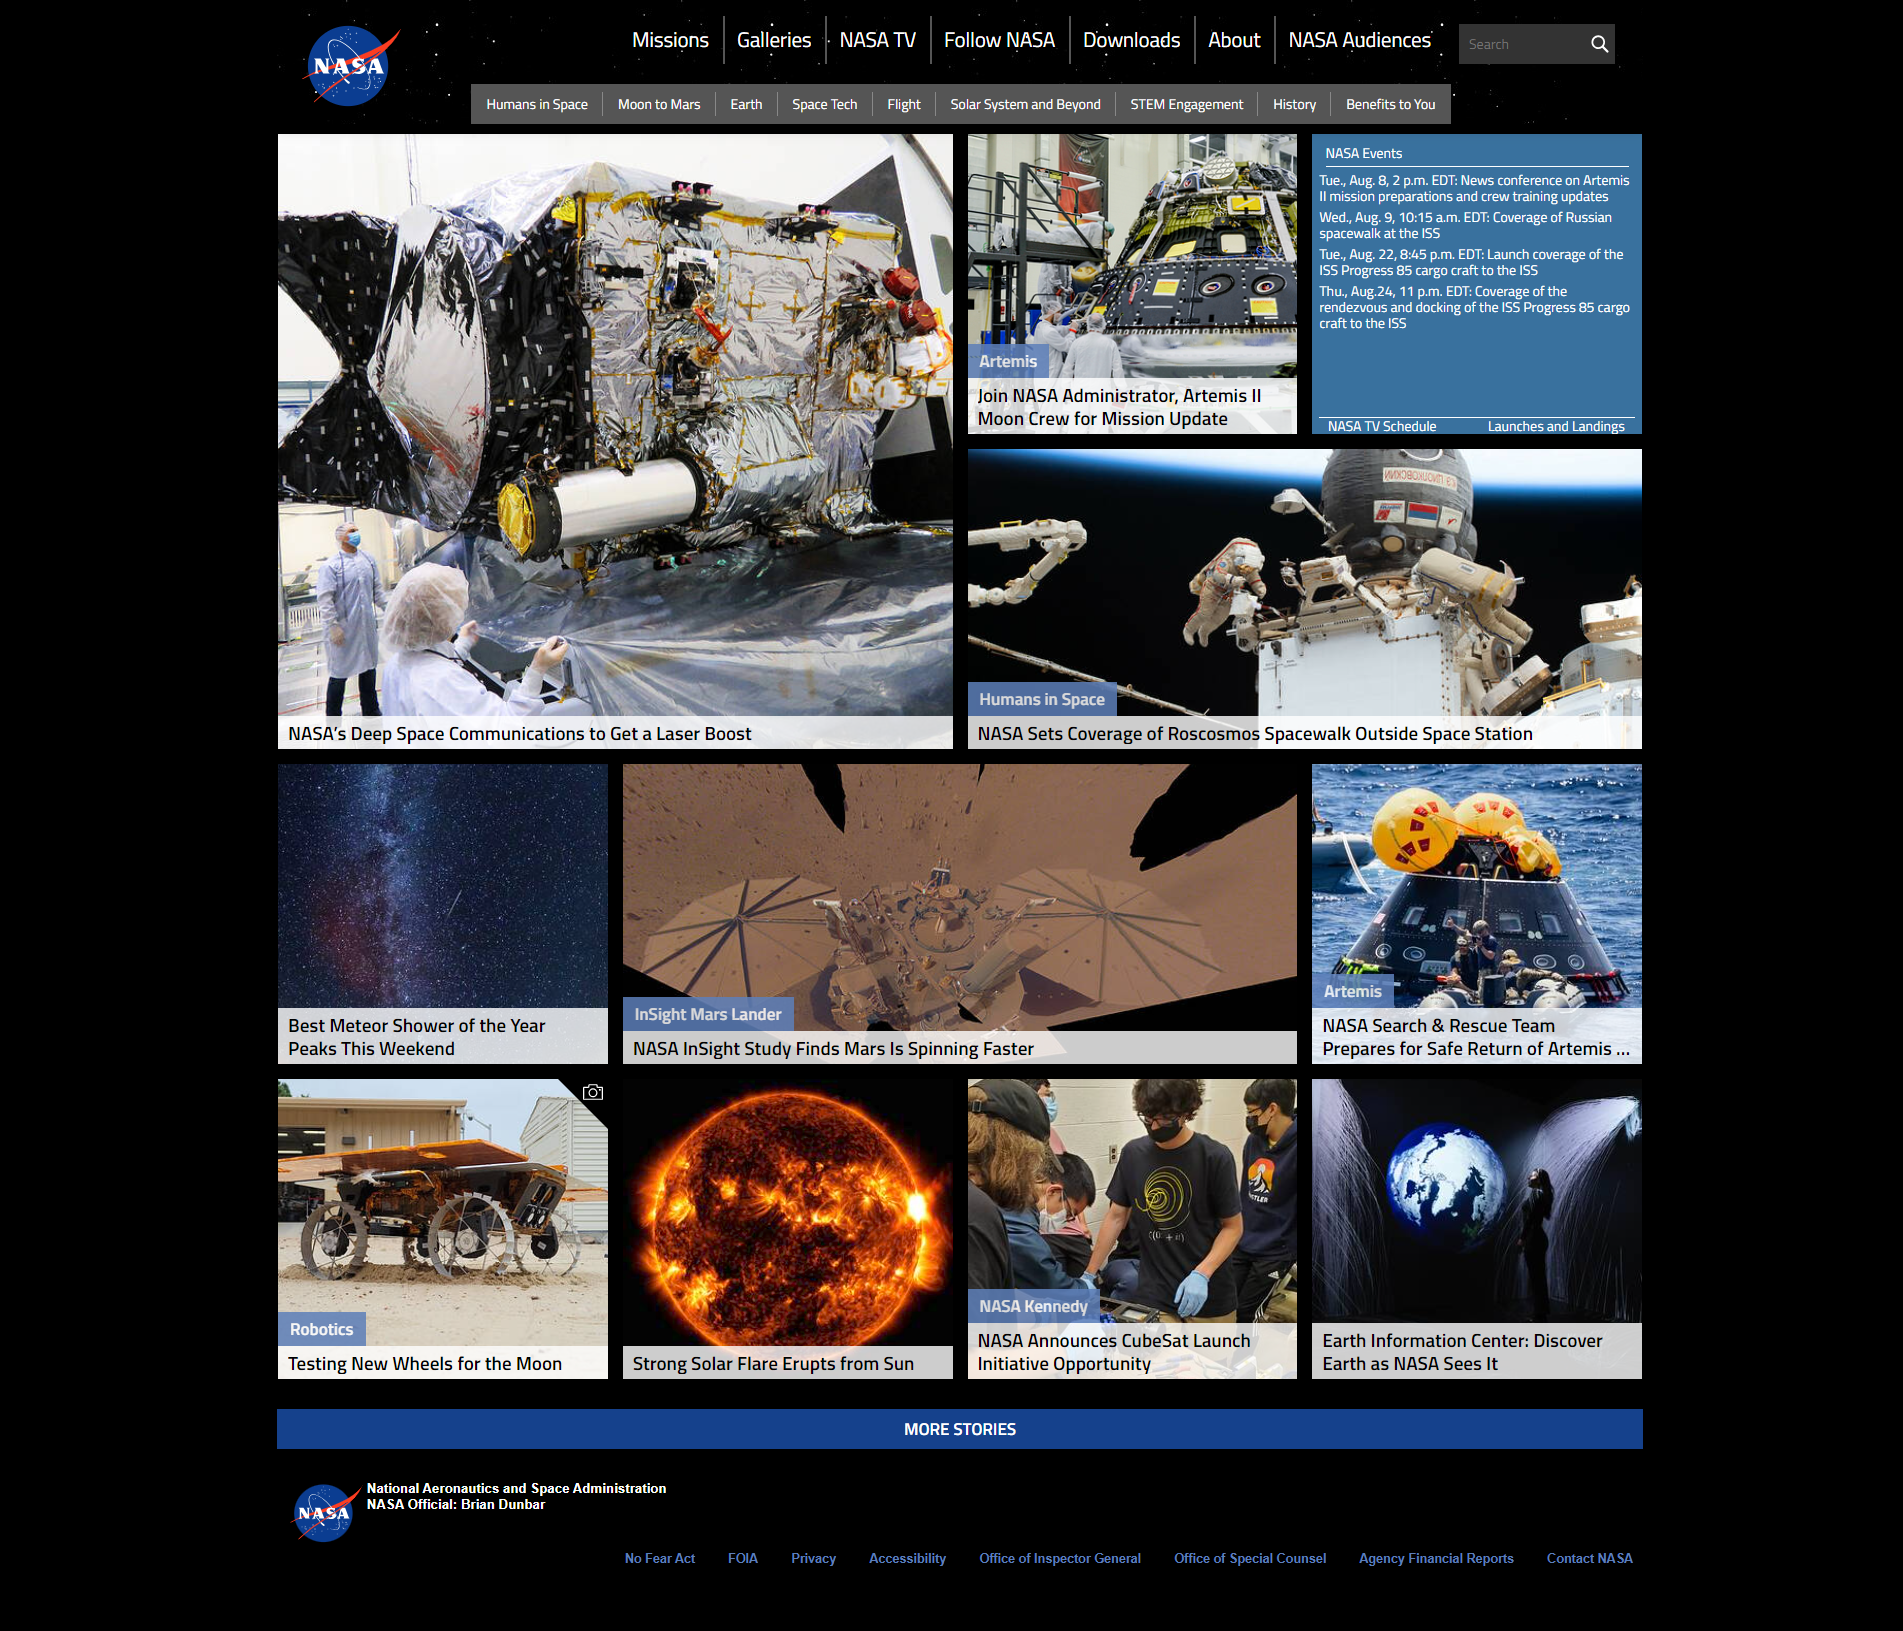 NASA
Missions
Galleries
NASA TV
Follow NASA
Downloads
About
NASA Audiences
Search
Humans in Space
Moon to Mars
Earth
Space Tech
Flight
Solar System and Beyond
STEM Engagement
History
Benefits to You
NASA's Deep Space Communications to Get a Laser Boost
Artemis
Join NASA Administrator, Artemis II
Moon Crew for Mission Update
NASA Events
Tue., Aug. 8, 2 p.m. EDT: News conference on Artemis
II mission preparations and crew training updates
Wed., Aug. 9, 10:15 a.m. EDT: Coverage of Russian
spacewalk at the ISS
Tue., Aug. 22, 8:45 p.m. EDT: Launch coverage of the
ISS Progress 85 cargo craft to the ISS
Thu., Aug.24, 11 p.m. EDT: Coverage of the
rendezvous and docking of the ISS Progress 85 cargo
craft to the ISS
NASA TV Schedule
Launches and Landings
Humans in Space
NASA Sets Coverage of Roscosmos Spacewalk Outside Space Station
Best Meteor Shower of the Year
Peaks This Weekend
InSight Mars Lander
NASA InSight Study Finds Mars Is Spinning Faster
Artemis
NASA Search & Rescue Team
Prepares for Safe Return of Artemis ...
Robotics
Testing New Wheels for the Moon
Strong Solar Flare Erupts from Sun
NASA Kennedy
NASA Announces CubeSat Launch
Initiative Opportunity
Earth Information Center: Discover
Earth as NASA Sees It
MORE STORIES
NASA
National Aeronautics and Space Administration
NASA Official: Brian Dunbar
No Fear Act
FOIA
Privacy
Accessibility
Office of Inspector General
Office of Special Counsel
Agency Financial Reports
Contact NASA